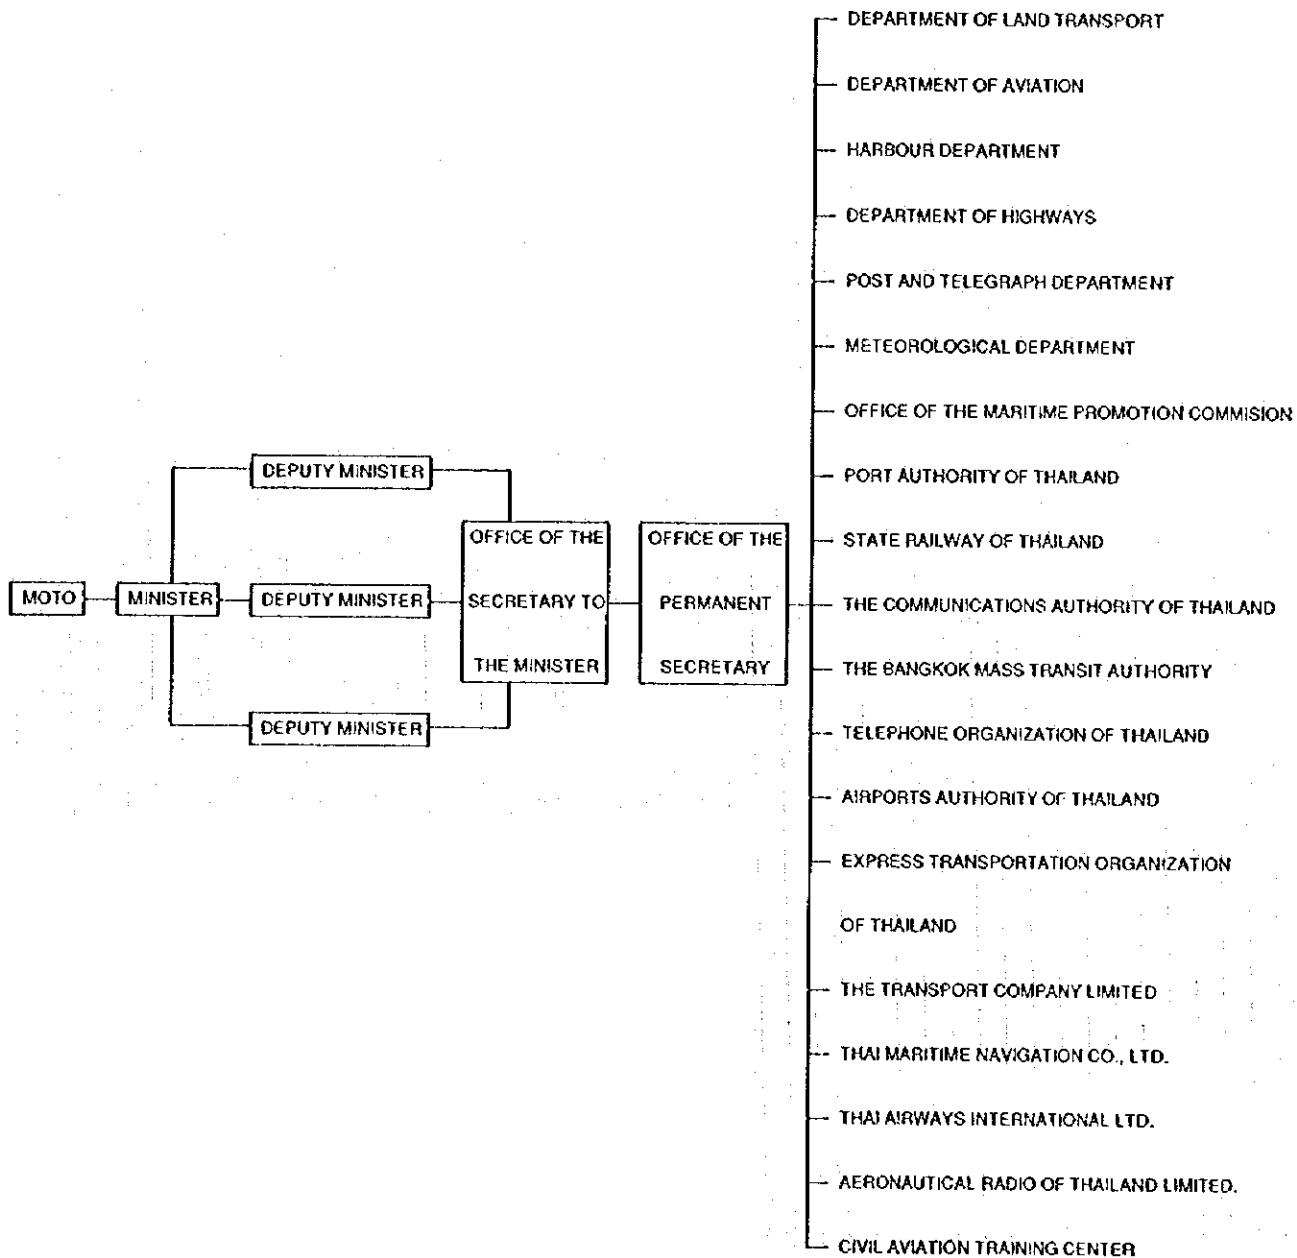 MOTO
MINISTER
DEPUTY MINISTER
DEPUTY MINISTER
DEPUTY MINISTER
OFFICE OF THE
SECRETARY TO
THE MINISTER
OFFICE OF THE
PERMANENT
SECRETARY
DEPARTMENT OF LAND TRANSPORT
DEPARTMENT OF AVIATION
HARBOUR DEPARTMENT
DEPARTMENT OF HIGHWAYS
POST AND TELEGRAPH DEPARTMENT
METEOROLOGICAL DEPARTMENT
OFFICE OF THE MARITIME PROMOTION COMMISION
PORT AUTHORITY OF THAILAND
STATE RAILWAY OF THAILAND
THE COMMUNICATIONS AUTHORITY OF THAILAND
THE BANGKOK MASS TRANSIT AUTHORITY
TELEPHONE ORGANIZATION OF THAILAND
AIRPORTS AUTHORITY OF THAILAND
EXPRESS TRANSPORTATION ORGANIZATION
OF THAILAND
THE TRANSPORT COMPANY LIMITED
THAI MARITIME NAVIGATION CO., LTD.
THAI AIRWAYS INTERNATIONAL LTD.
AERONAUTICAL RADIO OF THAILAND LIMITED.
CIVIL AVIATION TRAINING CENTER